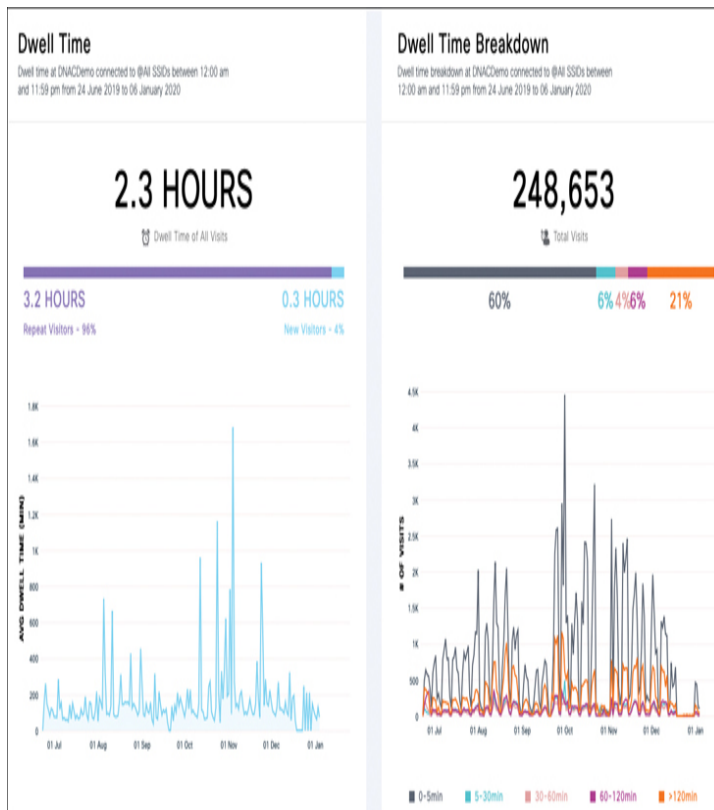 Dwell Time
Dwell time at DNACDemo connected to @All SSIDs between 12:00 am
and 11:59 pm from 24 June 2019 to 06 January 2020
2.3 HOURS
Dwell Time of All Visits
3.2 HOURS
0.3 HOURS
Repeat Visitors - 96%
New Visitors - 4%
1.8K
1.6K
1.4K
1.2K
1K
800
600
400
200
0
AVG DWELL TIME (MIN)
01 Jul
01 Aug
01 Sep
01 Oct
01 Nov
01 Dec
01 Jan
Dwell Time Breakdown
Dwell time breakdown at DNACDemo connected to @All SSIDs between
12:00 am and 11:59 pm from 24 June 2019 to 06 January 2020
248,653
Total Visits
60%
6%
4%
6%
21%
4.5K
4K
3.5K
3K
2.5K
2K
1.5K
1K
500
0
# OF VISITS
01 Jul
01 Aug
01 Sep
01 Oct
01 Nov
01 Dec
01 Jan
0-5min
5-30min
30-60min
60-120min
>120min